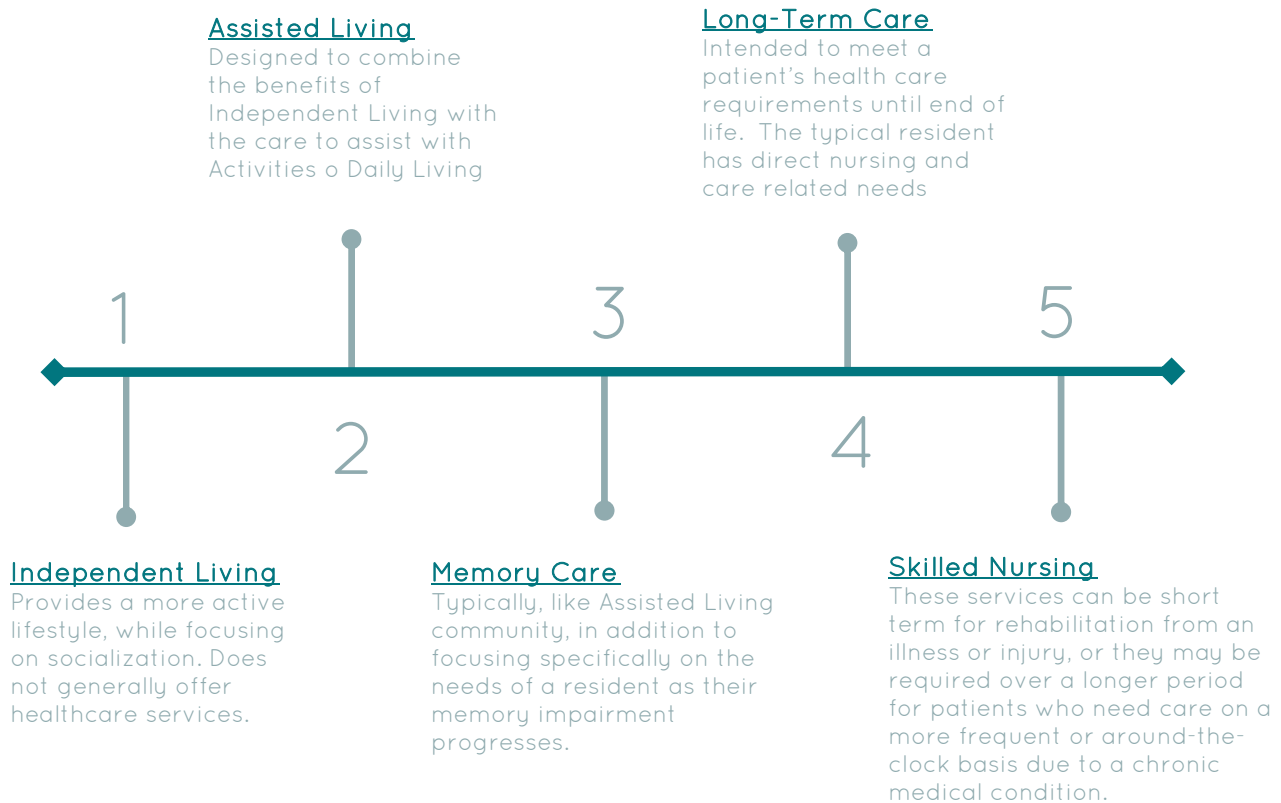 Assisted Living
Designed to combine
the benefits of
Independent Living with
the care to assist with
Activities o Daily Living
Long-Term Care
Intended to meet a
patient's health care
requirements until end of
life.  The typical resident
has direct nursing and
care related needs
1
3
5
2
4
Independent Living
Provides a more active
lifestyle, while focusing
on socialization. Does
not generally offer
healthcare services.
Memory Care
Typically, like Assisted Living
community, in addition to
focusing specifically on the
needs of a resident as their
memory impairment
progresses.
Skilled Nursing
These services can be short
term for rehabilitation from an
illness or injury, or they may be
required over a longer period
for patients who need care on a
more frequent or around-the-
clock basis due to a chronic
medical condition.